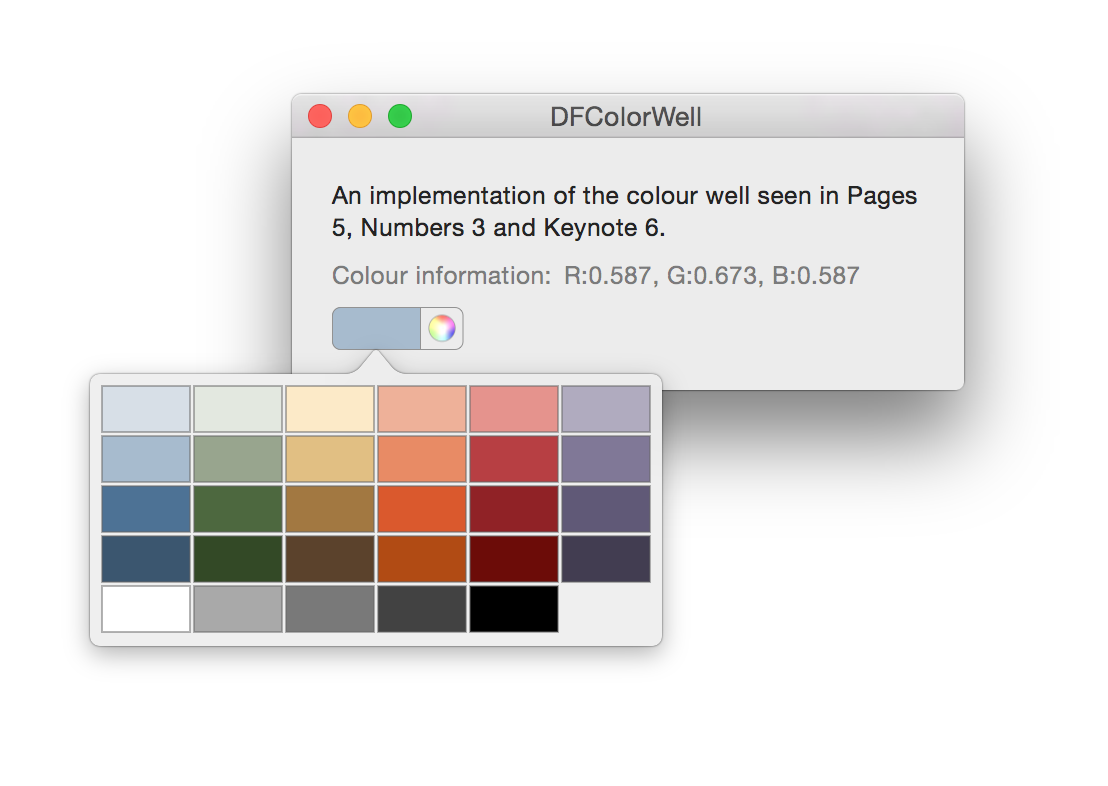 DFColorWell
An implementation of the colour well seen in Pages
5, Numbers 3 and Keynote 6.
Colour information: R:0.587, G:0.673, B:0.587